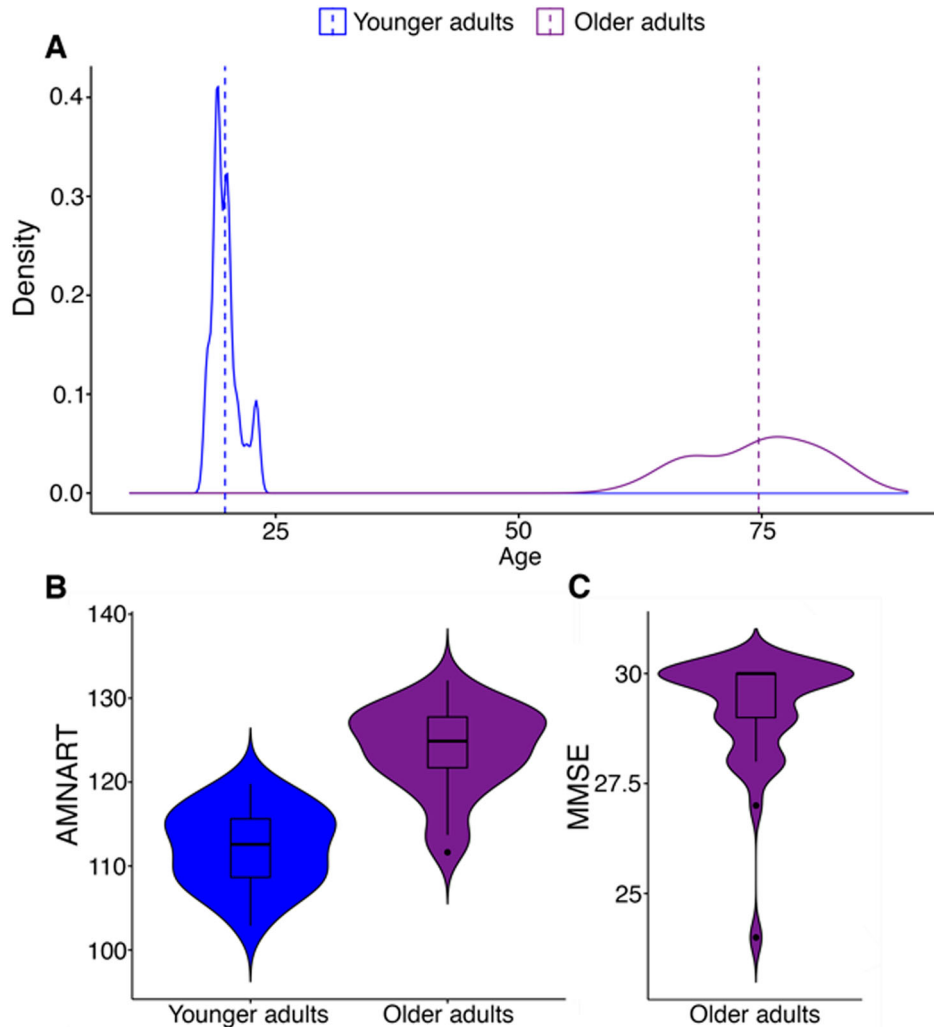 Younger adults Older adults
A
0.4
0.3
0.2
0.1
0.0
Density
25 50 75
Age
B
140
130
120
110
100
AMNART
Younger adults Older adults
C
30
27.5
25
MMSE
Older adults